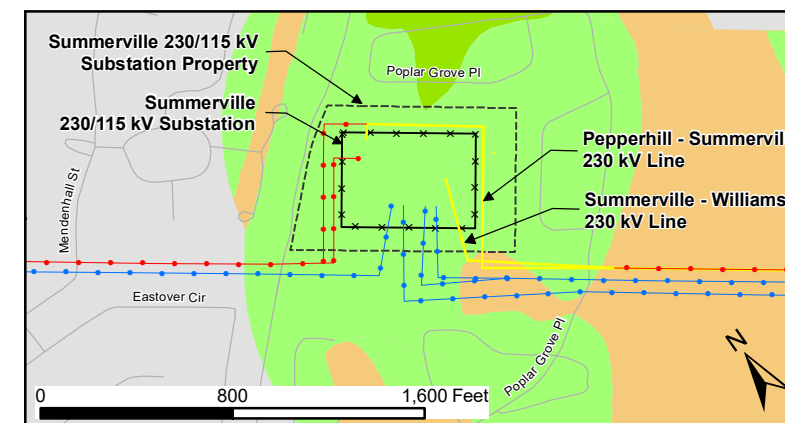 Summerville 230/115 kV
Substation Property
Poplar Grove Pl
Summerville
230/115 kV Substation
Pepperhill - Summervil
230 kV Line
Summerville - Williams
230 kV Line
Mendenhall St
Eastover Cir
Poplar Grove Pl
N
0 800 1,600 Feet